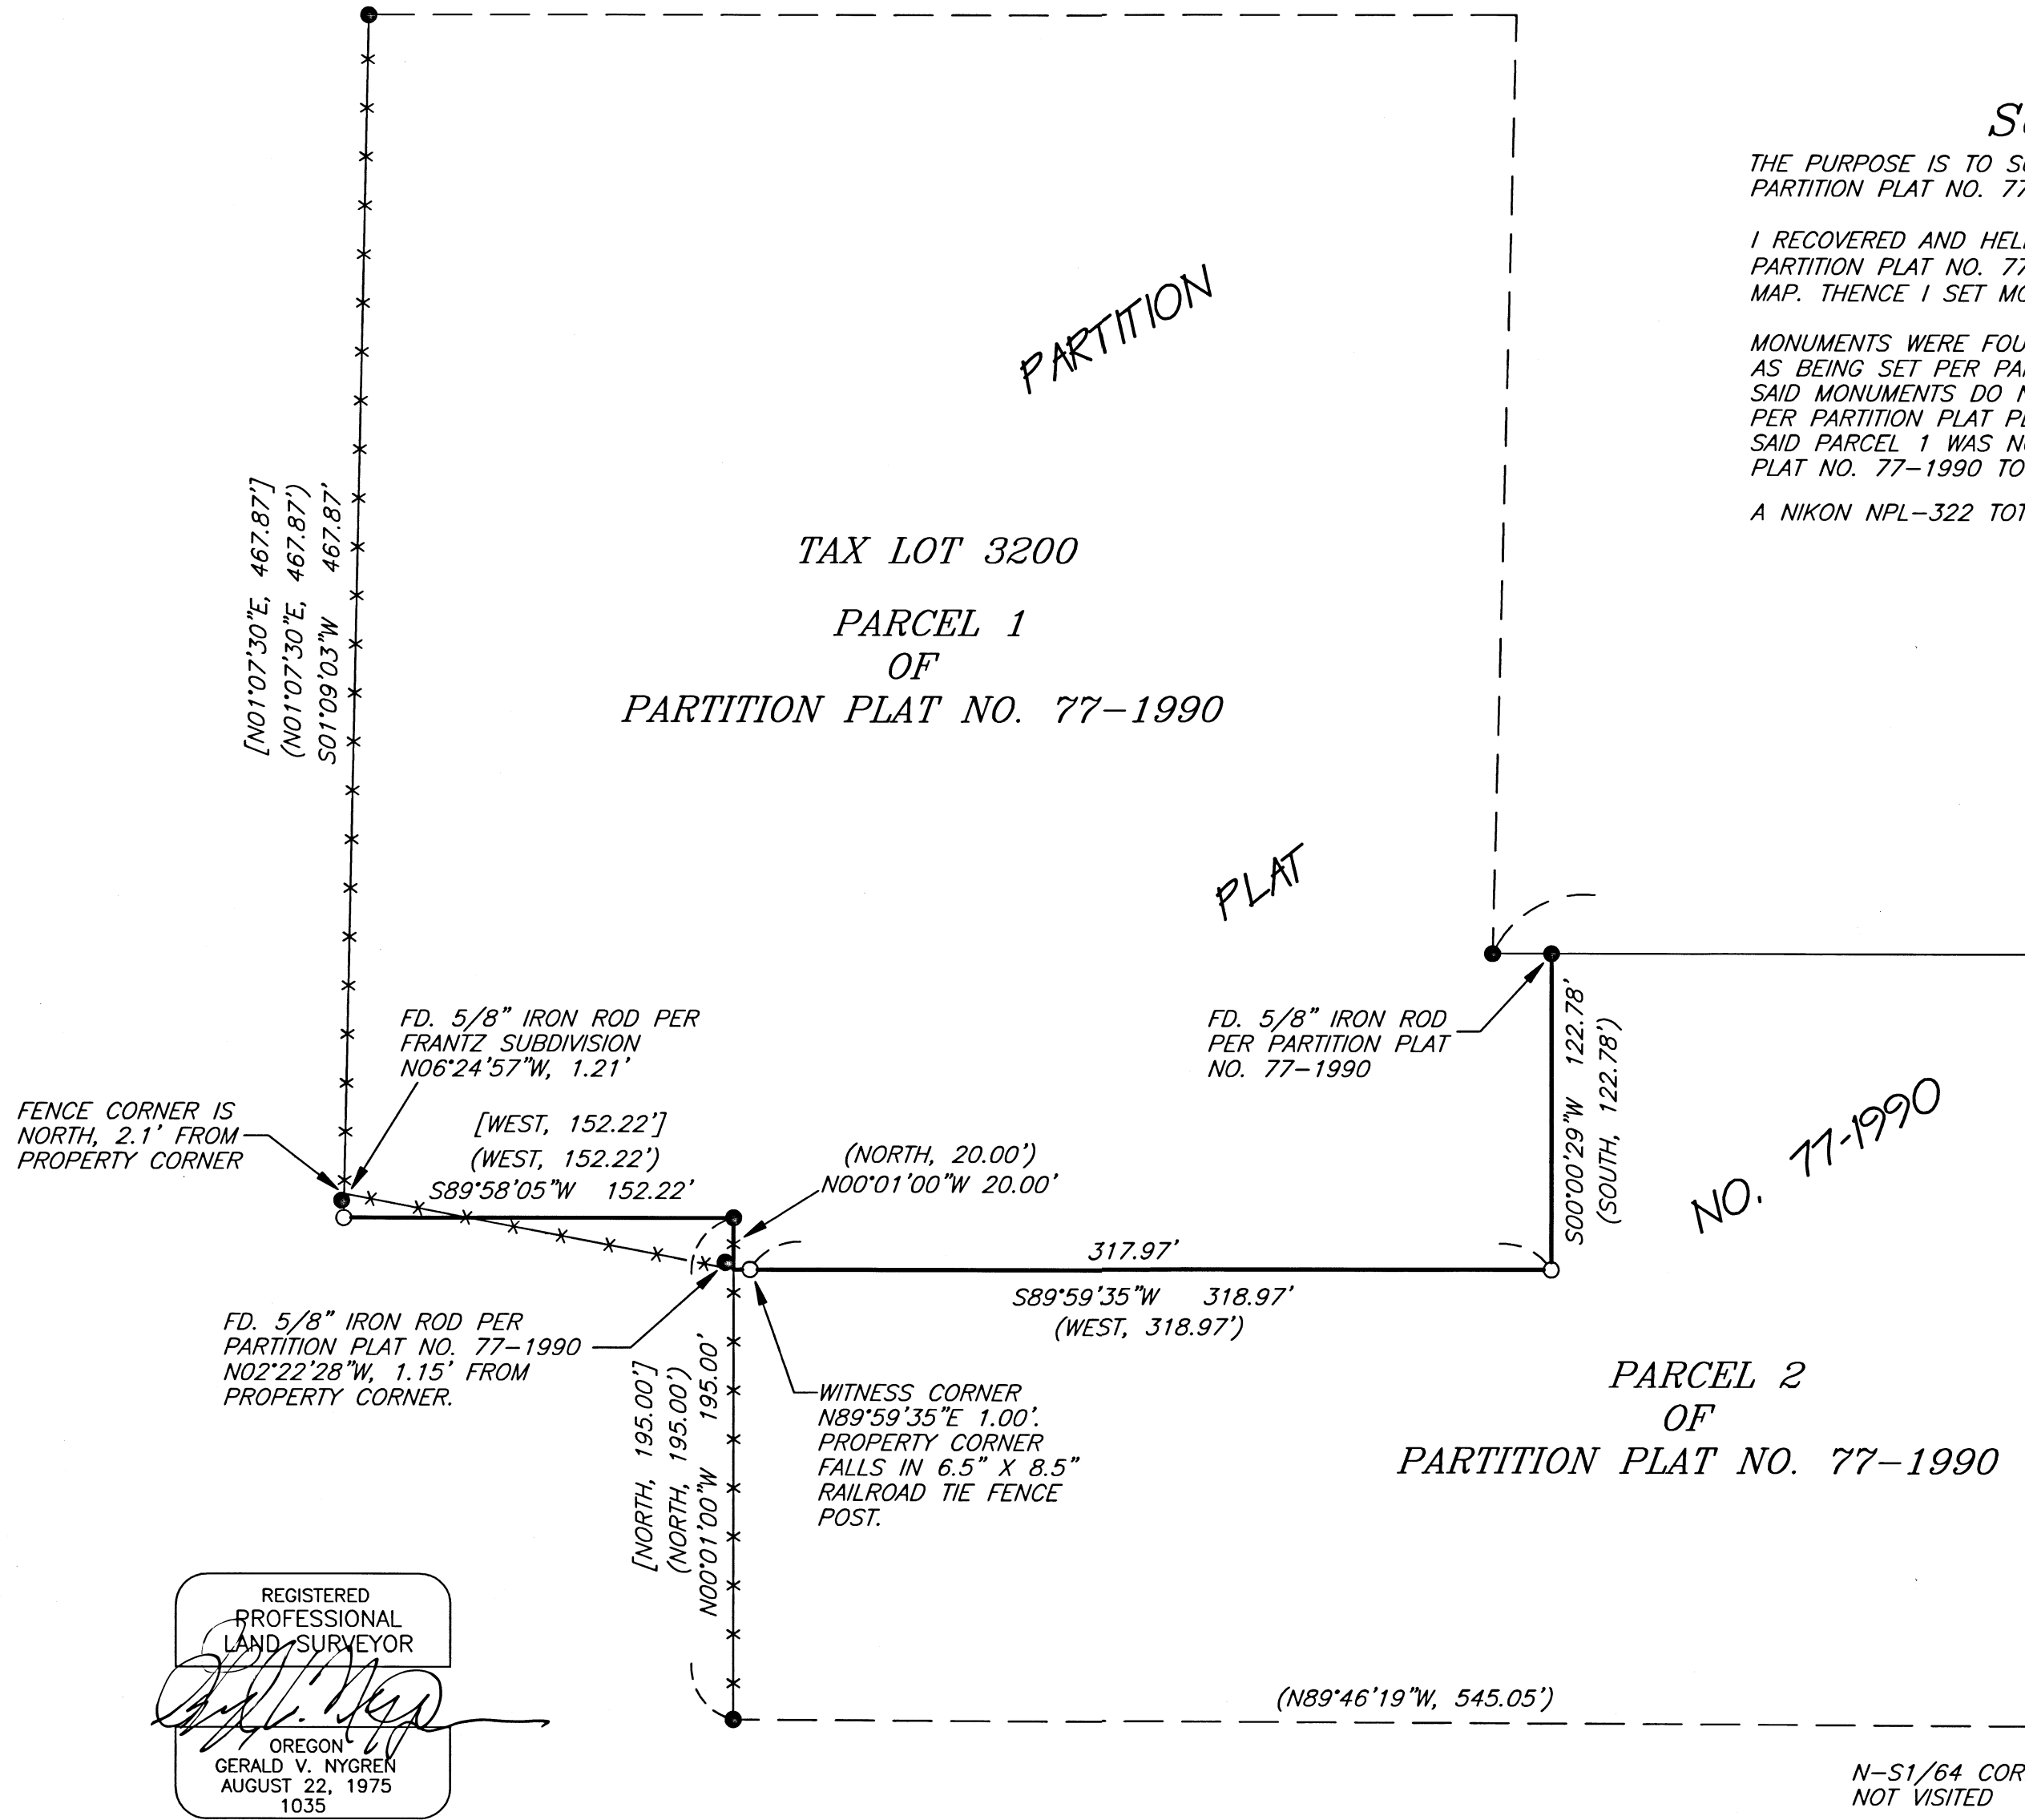 THE PURPOSE IS TO
PARTITION PLAT NO. 77
I RECOVERED AND
PARTITION PLAT NO. 77
MAP. THENCE I SET
MONUMENTS WERE
AS BEING SET PER
SAID MONUMENTS DO
PER PARTITION PLAT
SAID PARCEL 1 WAS
PLAT NO. 77-1990 TO
A NIKON NPL-322
PARTITION
[N01°07'30"E, 467.87']
(N01°07'30"E, 467.87')
S01°09'03"W 467.87'
TAX LOT 3200
PARCEL 1
OF
PARTITION PLAT NO. 77-1990
PLAT
FD. 5/8" IRON ROD PER
FRANTZ SUBDIVISION
N06°24'57"W, 1.21'
FD. 5/8" IRON ROD
PER PARTITION PLAT
NO. 77-1990
S00°00'29"W 122.78'
(SOUTH, 122.78')
NO. 77-1990
FENCE CORNER IS
NORTH, 2.1' FROM
PROPERTY CORNER
[WEST, 152.22']
(WEST, 152.22')
S89°58'05"W 152.22'
(NORTH, 20.00')
N00°01'00"W 20.00'
317.97'
S89°59'35"W 318.97'
(WEST, 318.97')
FD. 5/8" IRON ROD PER
PARTITION PLAT NO. 77-1990
N02°22'28"W, 1.15' FROM
PROPERTY CORNER.
[NORTH, 195.00']
(NORTH, 195.00')
N00°01'00"W 195.00'
WITNESS CORNER
N89°59'35"E 1.00'.
PROPERTY CORNER
FALLS IN 6.5" X 8.5"
RAILROAD TIE FENCE
POST.
PARCEL 2
OF
PARTITION PLAT NO. 77-1990
REGISTERED
PROFESSIONAL
LAND SURVEYOR
OREGON
GERALD V. NYGREN
AUGUST 22, 1975
1035
(N89°46'19"W, 545.05')
N-S1/64 COR
NOT VISITED